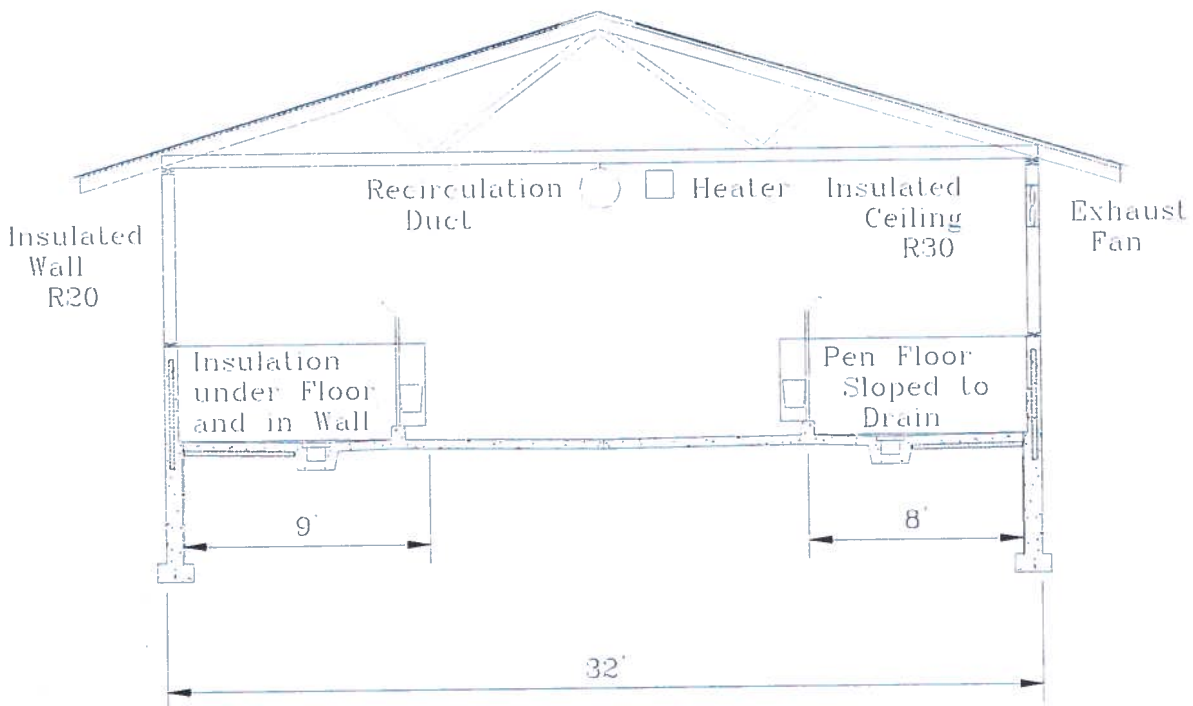 Recirculation
Duct
Heater
Insulated
Ceiling
R30
Exhaust
Fan
Insulated
Wall
R20
Insulation
under Floor
and in Wall
Pen Floor
Sloped to
Drain
9'
8'
32'